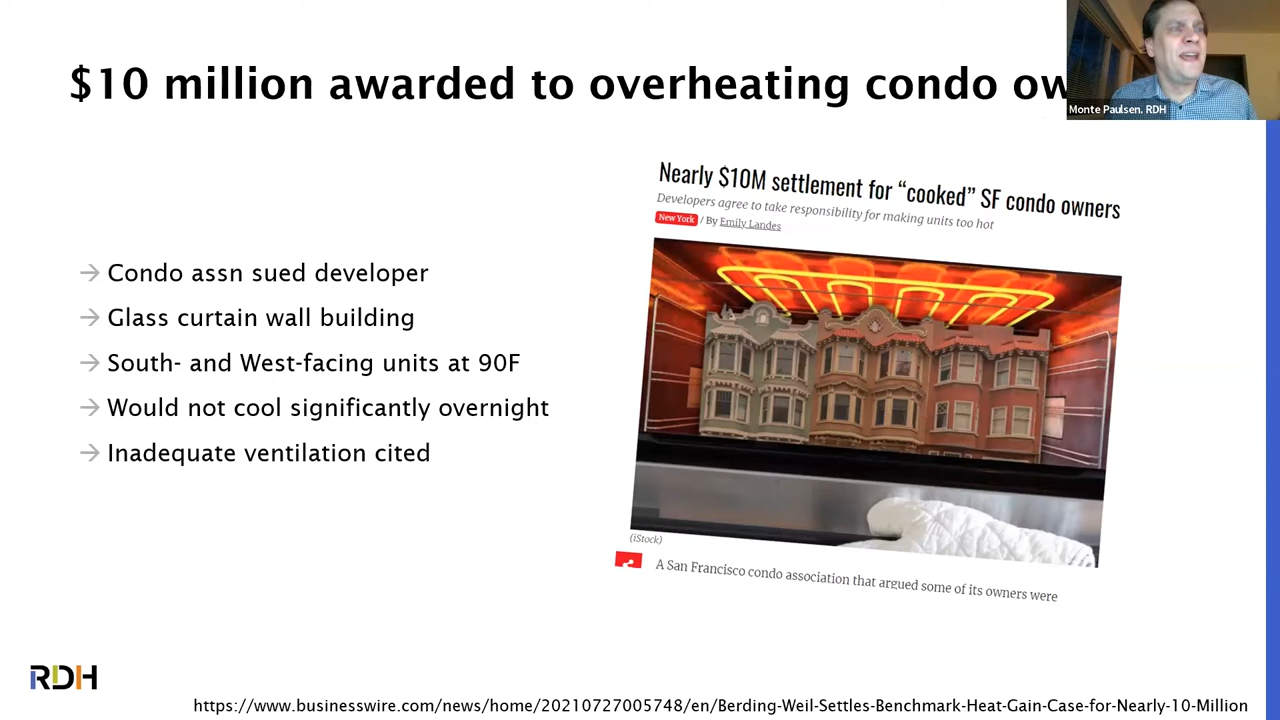 $10 million awarded to overheating condo ow
Monte Paulsen. RDH
→ Condo assn sued developer
→ Glass curtain wall building
→ South- and West-facing units at 90F
→ Would not cool significantly overnight
→ Inadequate ventilation cited
Nearly $10M settlement for “cooked” SF condo owners
Developers agree to take responsibility for making units too hot
New York / By Emily Landes
(iStock)
A San Francisco condo association that argued some of its owners were
RDH
https://www.businesswire.com/news/home/20210727005748/en/Berding-Weil-Settles-Benchmark-Heat-Gain-Case-for-Nearly-10-Million